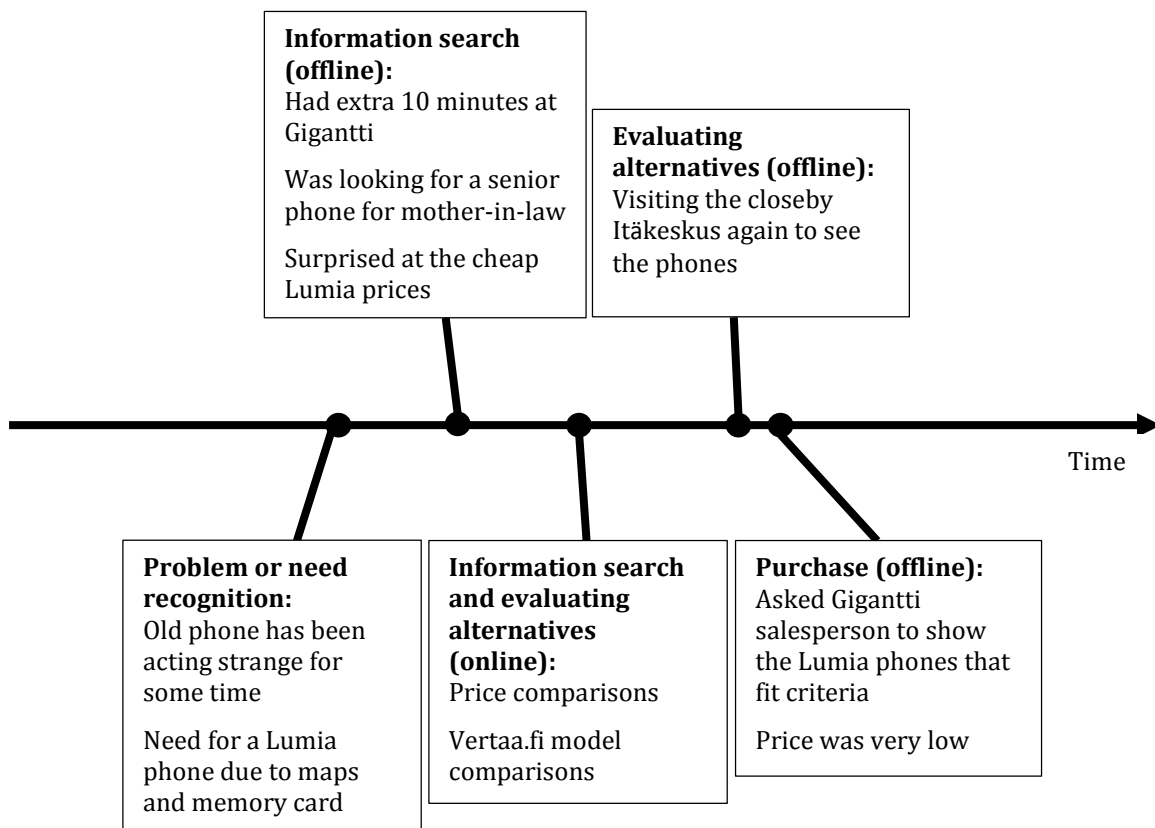 Information search
(offline):
Had extra 10 minutes at
Gigantti
Was looking for a senior
phone for mother-in-law
Surprised at the cheap
Lumia prices
Evaluating
alternatives (offline):
Visiting the closeby
Itäkeskus again to see
the phones
Time
Problem or need
recognition:
Old phone has been
acting strange for
some time
Need for a Lumia
phone due to maps
and memory card
Information search
and evaluating
alternatives
(online):
Price comparisons
Vertaa.fi model
comparisons
Purchase (offline):
Asked Gigantti
salesperson to show
the Lumia phones that
fit criteria
Price was very low